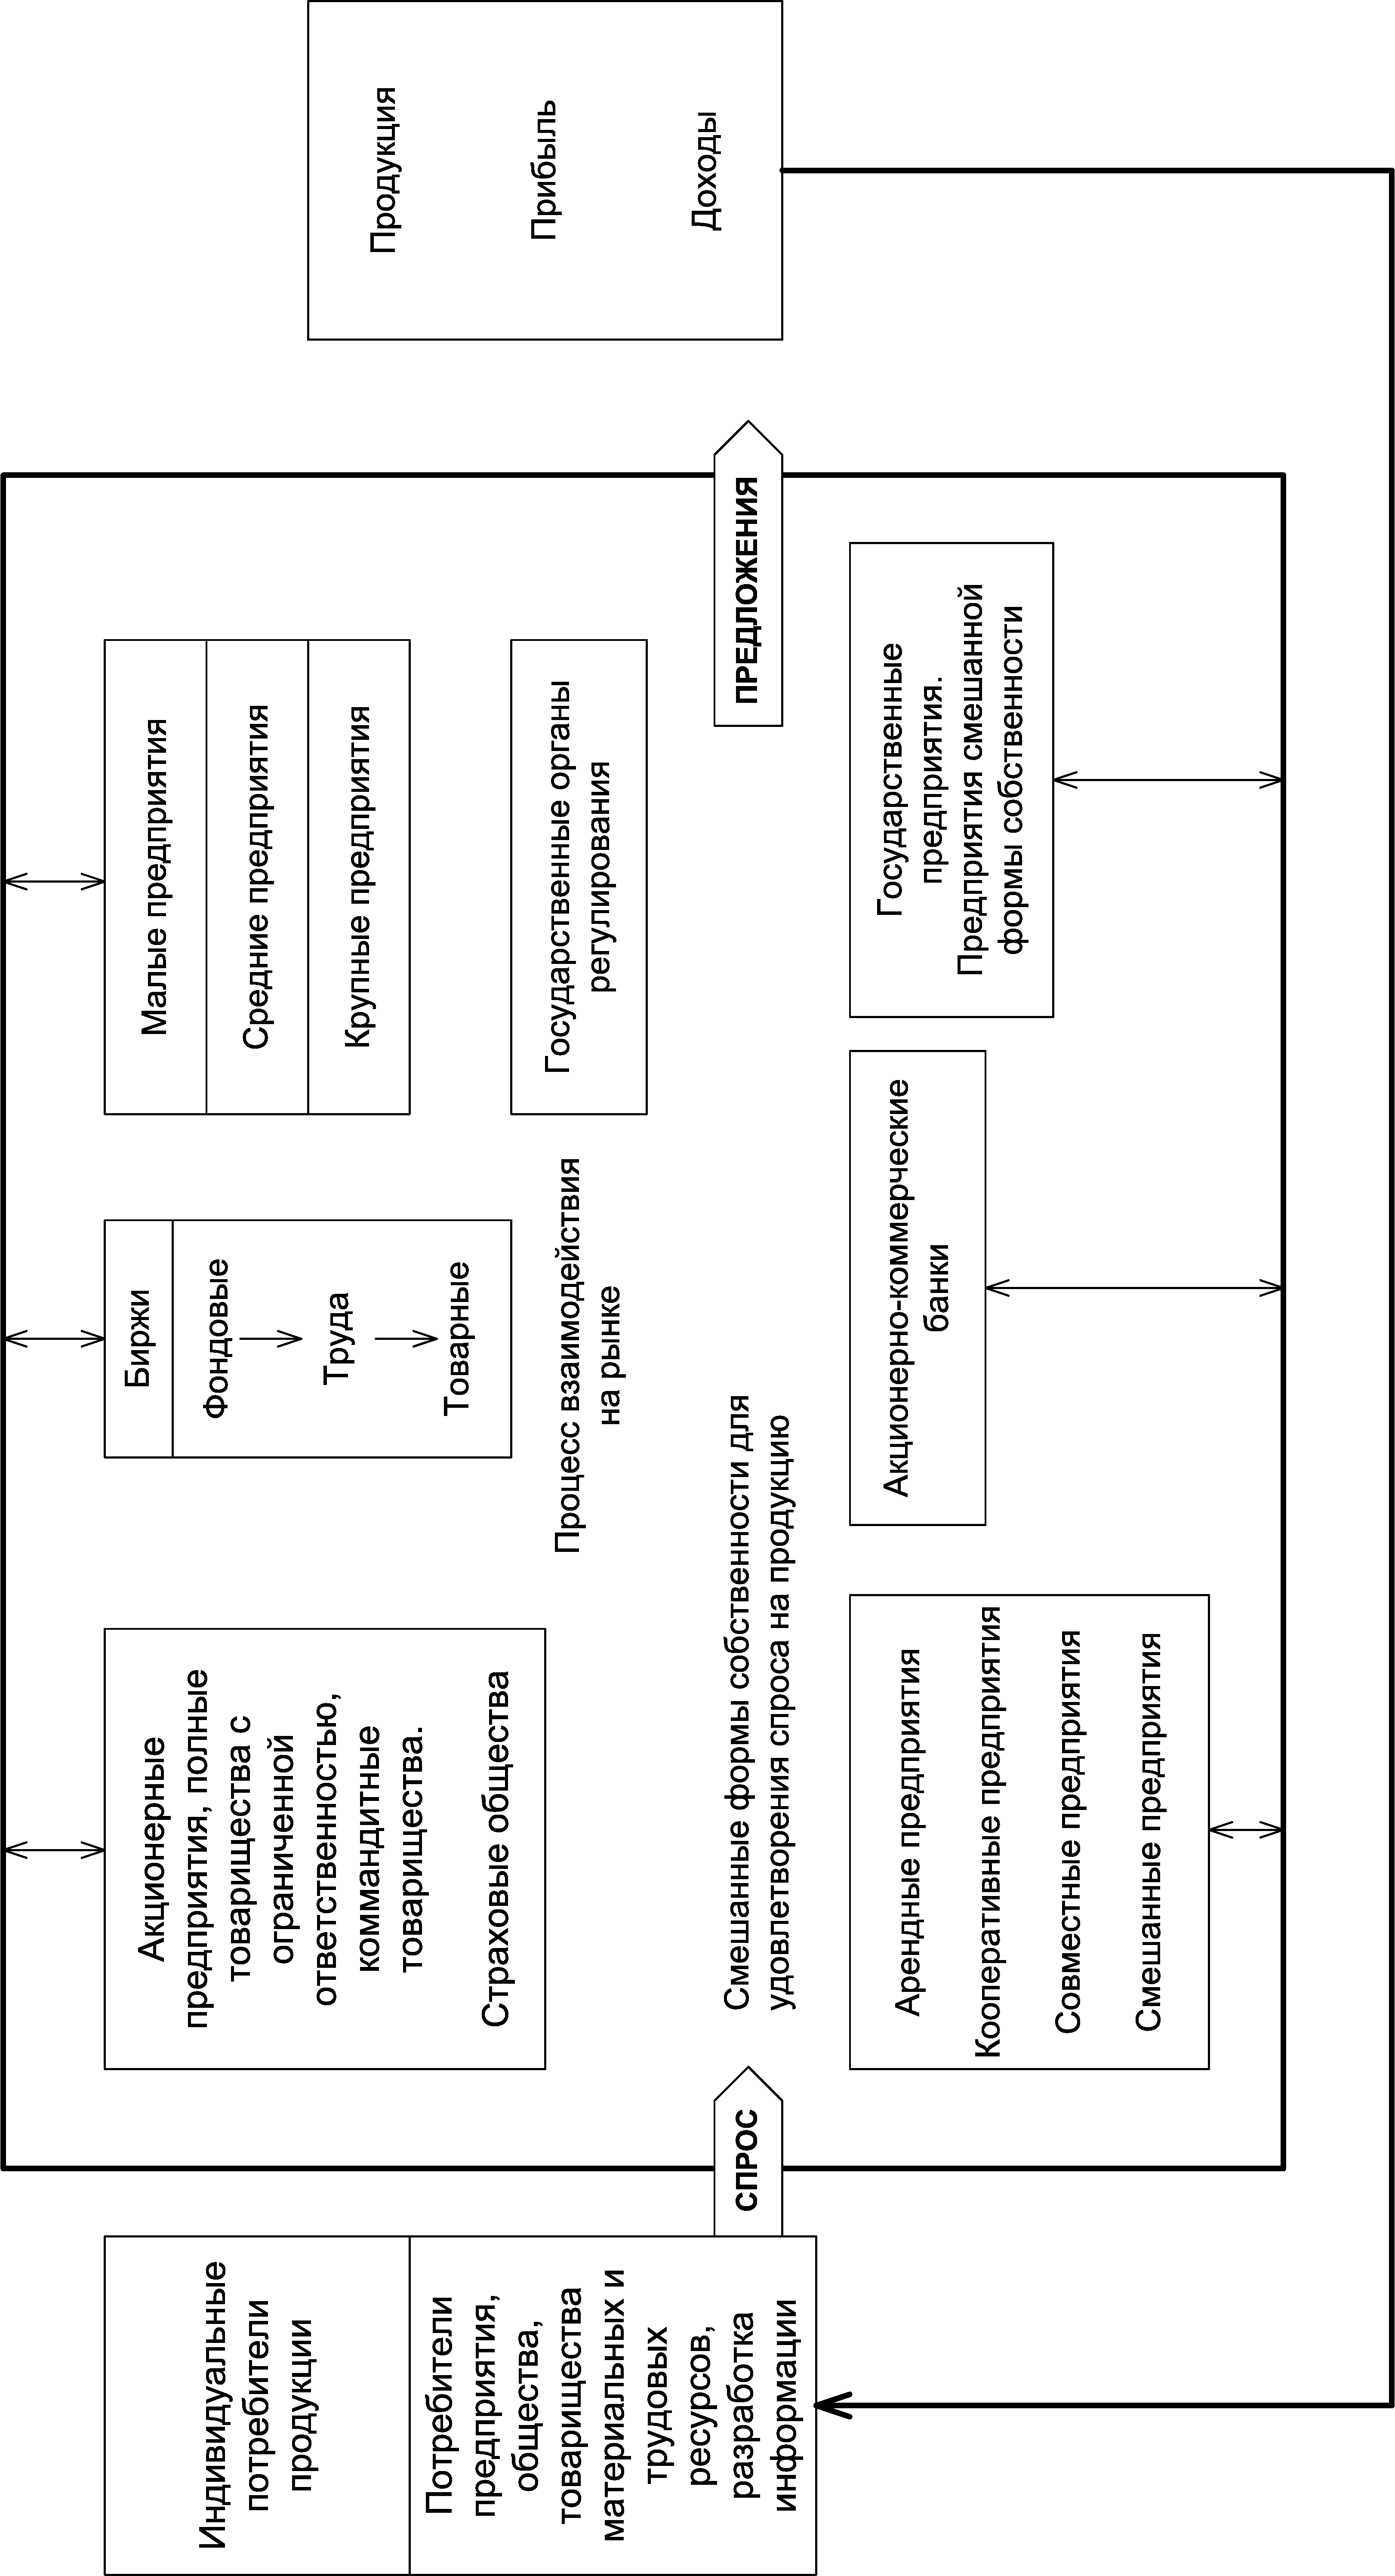 Индивидуальные
потребители
продукции
Потребители
предприятия,
общества,
товарищества
материальных и
трудовых
ресурсов,
разработка
информации
СПРОС
Акционерные
предприятия, полные
товарищества с
ограниченной
ответственностью,
коммандитные
товарищества.
Страховые общества
Биржи
Фондовые
Труда
Товарные
Малые предприятия
Средние предприятия
Крупные предприятия
Процесс взаимодействия
на рынке
Государственные органы
регулирования
Смешанные формы собственности для
удовлетворения спроса на продукцию
ПРЕДЛОЖЕНИЯ
Арендные предприятия
Кооперативные предприятия
Совместные предприятия
Смешанные предприятия
Акционерно-коммерческие
банки
Государственные
предприятия.
Предприятия смешанной
формы собственности
Продукция
Прибыль
Доходы